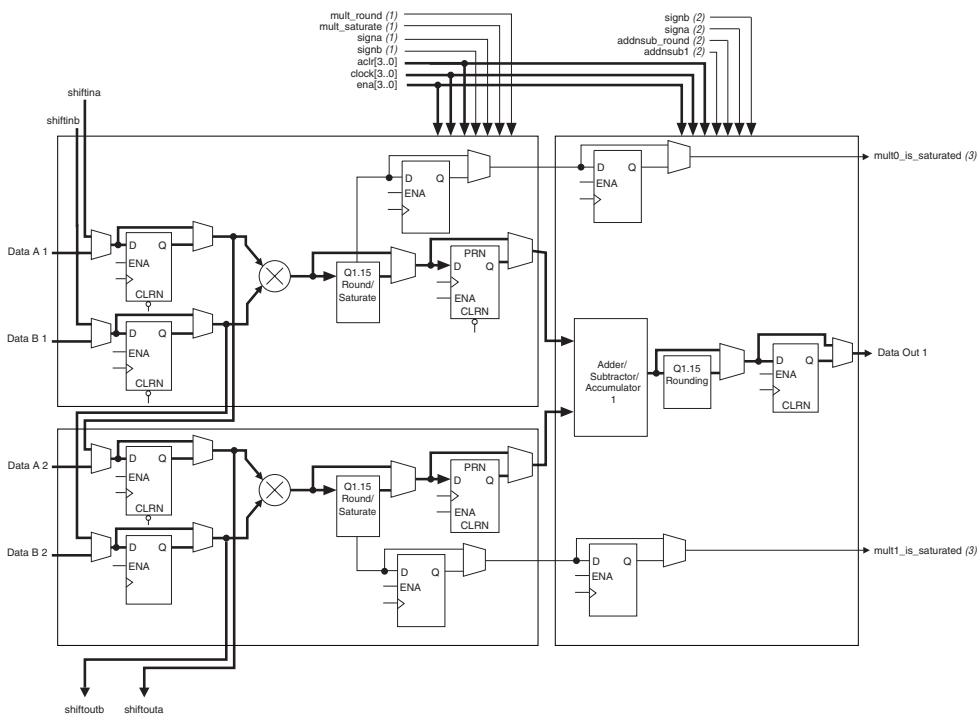 mult_round (1)
mult_saturate (1)
signa (1)
signb (1)
aclr[3..0]
clock[3..0]
ena[3..0]
signb (2)
signa (2)
addnsub_round (2)
addnsub1 (2)
shiftina
shiftinb
D Q
ENA
D Q
ENA
mult0_is_saturated (3)
Data A 1
D Q
ENA
CLRN
Q1.15
Round/
Saturate
PRN
D Q
ENA
CLRN
Data B 1
D Q
ENA
CLRN
Adder/
Subtractor/
Accumulator
1
Q1.15
Rounding
D Q
ENA
CLRN
Data Out 1
Data A 2
D Q
ENA
CLRN
Q1.15
Round/
Saturate
PRN
D Q
ENA
CLRN
Data B 2
D Q
ENA
D Q
ENA
D Q
ENA
mult1_is_saturated (3)
shiftoutb shiftouta